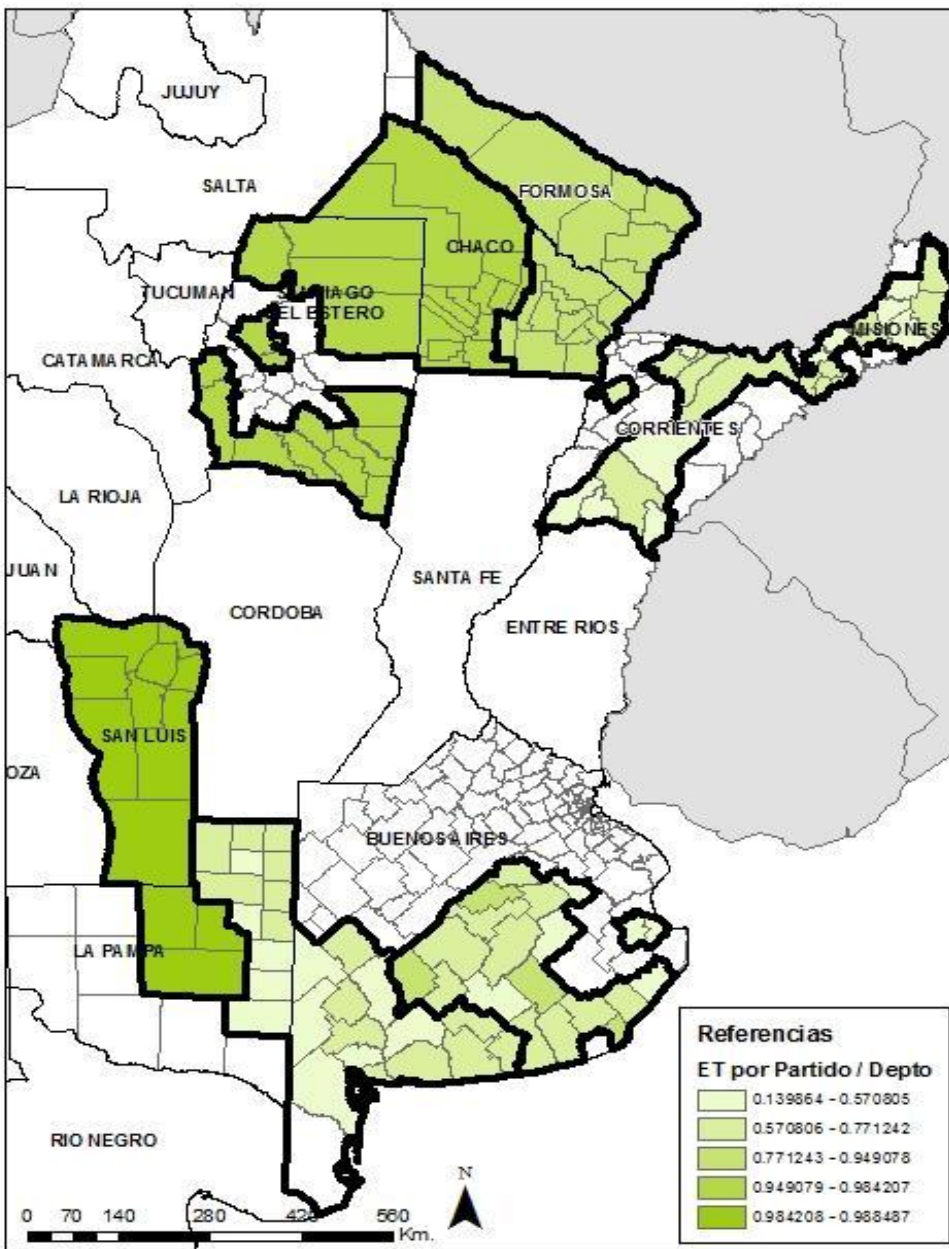 JUJUY
SALTA
FORMOSA
CHACO
TUCUMAN
DEL ESTERO
MISIONES
CATAMARCA
CORRIENTES
LA RIOJA
JUAN
SANTA FE
CORDOBA
ENTRE RIOS
SAN LUIS
OZA
BUENOS AIRES
LA PAMPA
RIO NEGRO
N
0 70 140 280 420 560
Km.
Referencias
ET por Partido / Depto
0.139864 - 0.570805
0.570806 - 0.771242
0.771243 - 0.949078
0.949079 - 0.984207
0.984208 - 0.988487